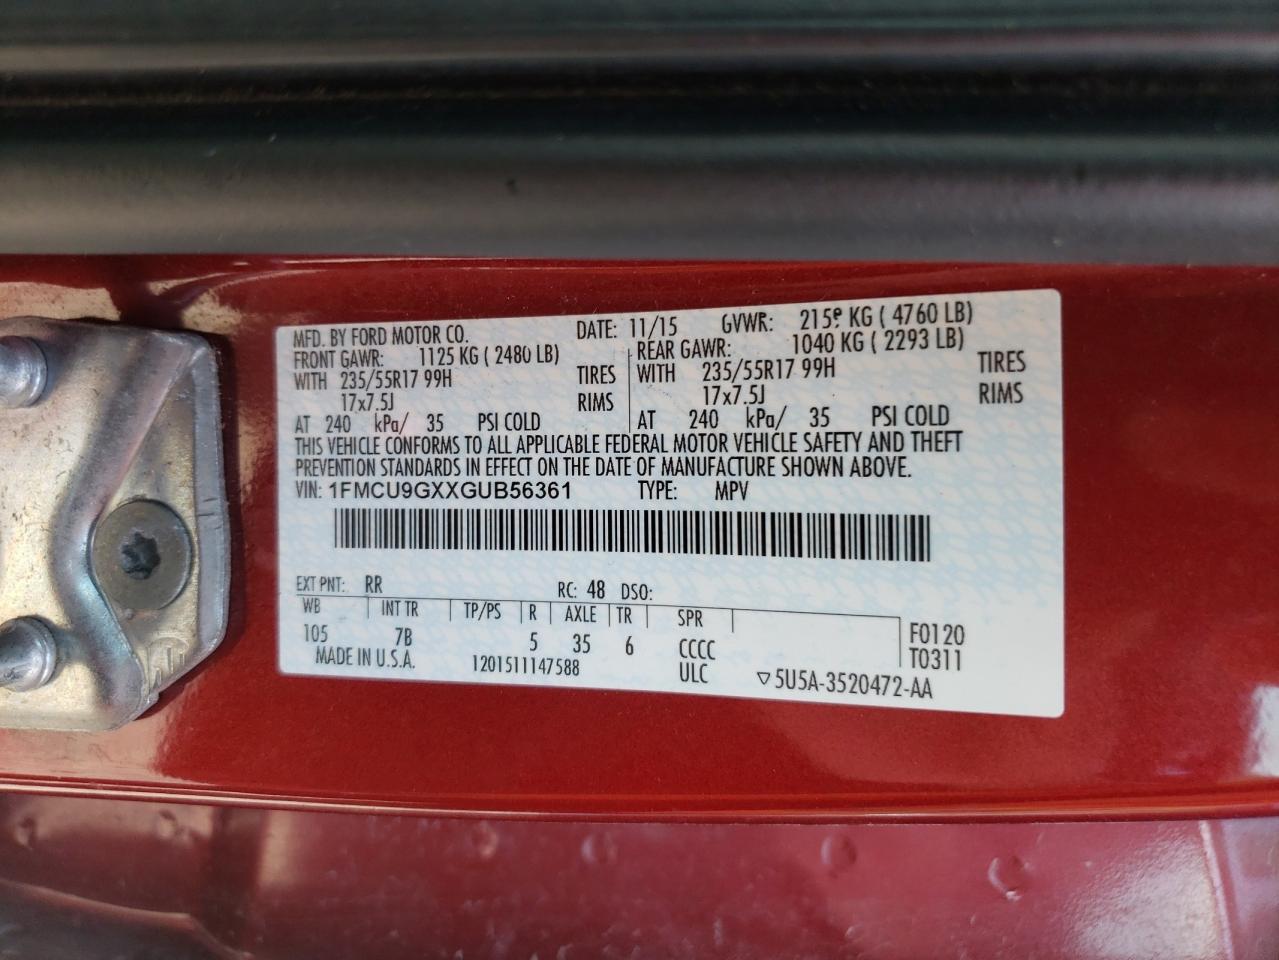 MFD. BY FORD MOTOR CO. DATE: 11/15 GVWR: KG ( 4760 LB)
FRONT GAWR: 1125 KG ( 2480 LB) REAR GAWR: 1040 KG ( 2293 LB)
WITH 235/55R17 99H TIRES WITH 235/55R17 99H TIRES
17x7.5J RIMS 17x7.5J RIMS
AT 240 kPa/ 35 PSI COLD AT 240 kPa/ 35 PSI COLD
THIS VEHICLE CONFORMS TO ALL APPLICABLE FEDERAL MOTOR VEHICLE SAFETY AND THEFT
PREVENTION STANDARDS IN EFFECT ON THE DATE OF MANUFACTURE SHOWN ABOVE.
VIN: 1FMCU9GXXGUB56361 TYPE: MPV
EXT PNT: RR RC: 48 DSO:
WB INT TR TP/PS R AXLE TR SPR
105 7B 5 35 6 CCCC F0120
MADE IN U.S.A. 1201511147588 ULC ▽5U5A-3520472-AA T0311